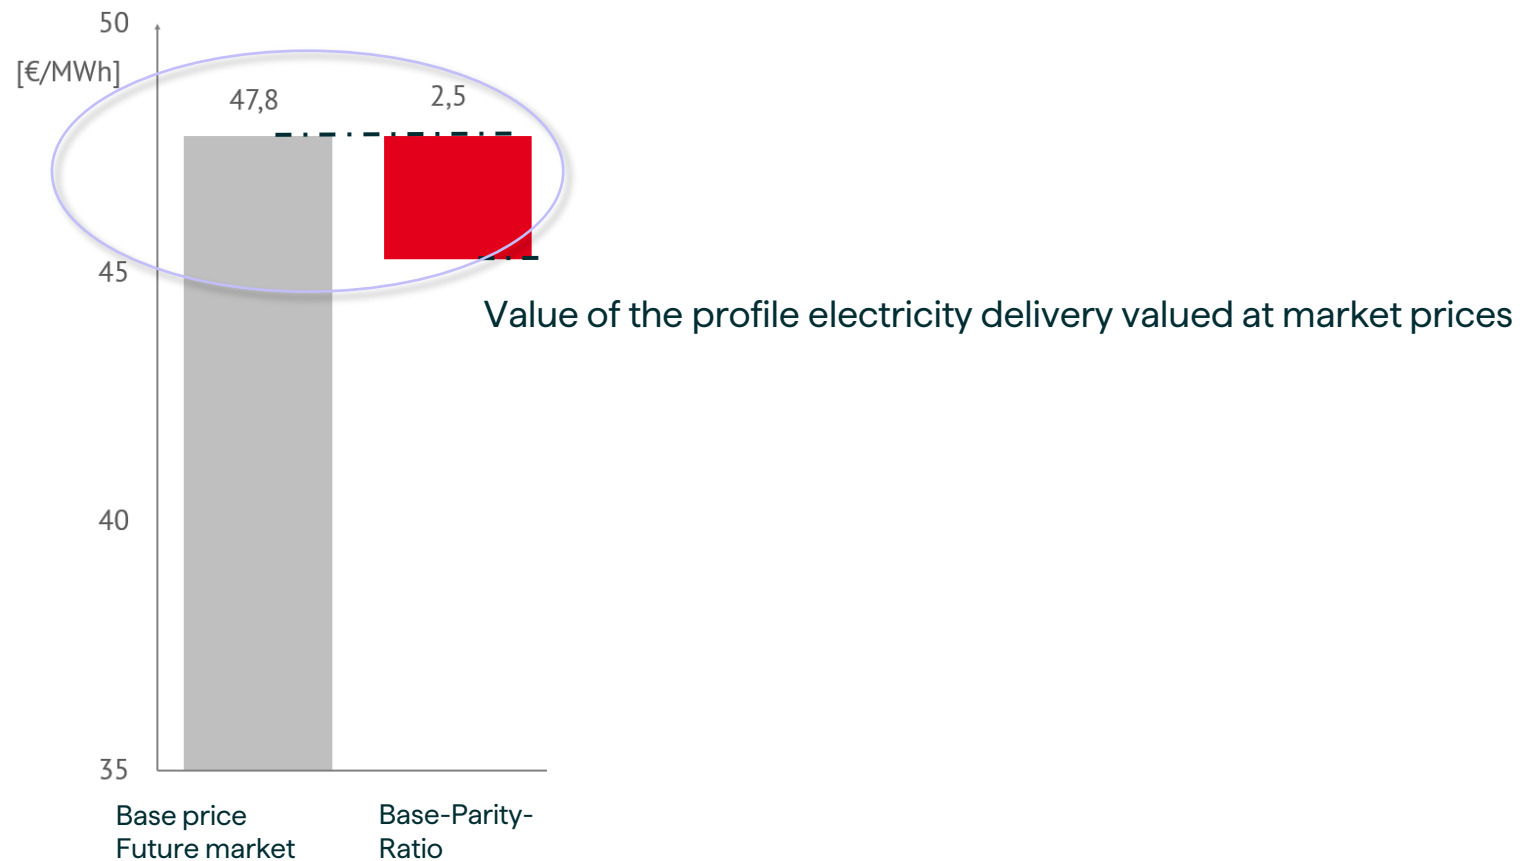 50
[€/MWh]
47,8
2,5
45
Value of the profile electricity delivery valued at market prices
40
35
Base price
Future market
Base-Parity-
Ratio